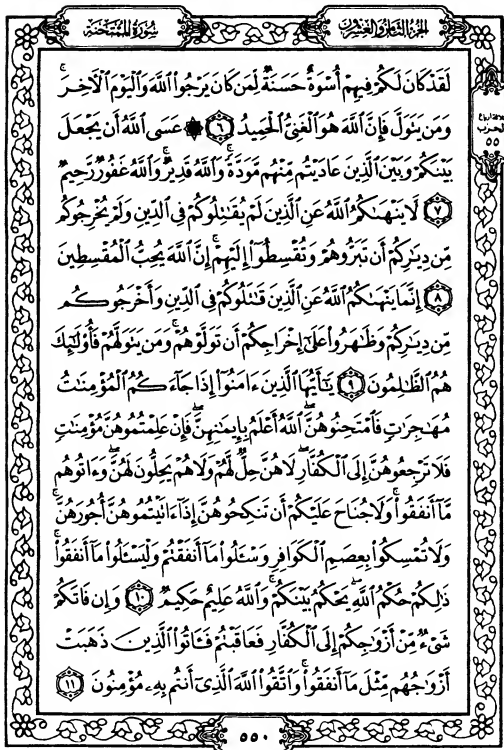 الجزء الثامن والعشرون
سورة الممتحنة
لَقَدْ كَانَ لَكُمْ فِيهِمْ أُسْوَةٌ حَسَنَةٌ لِّمَن كَانَ يَرْجُوا۟ ٱللَّهَ وَٱلْيَوْمَ ٱلْـَٔاخِرَ ۚ
وَمَن يَتَوَلَّ فَإِنَّ ٱللَّهَ هُوَ ٱلْغَنِىُّ ٱلْحَمِيدُ ٦ ۞ عَسَى ٱللَّهُ أَن يَجْعَلَ
بَيْنَكُمْ وَبَيْنَ ٱلَّذِينَ عَادَيْتُم مِّنْهُم مَّوَدَّةً ۚ وَٱللَّهُ قَدِيرٌ ۚ وَٱللَّهُ غَفُورٌ رَّحِيمٌ
٧ لَّا يَنْهَىٰكُمُ ٱللَّهُ عَنِ ٱلَّذِينَ لَمْ يُقَـٰتِلُوكُمْ فِى ٱلدِّينِ وَلَمْ يُخْرِجُوكُم
مِّن دِيَـٰرِكُمْ أَن تَبَرُّوهُمْ وَتُقْسِطُوٓا۟ إِلَيْهِمْ ۚ إِنَّ ٱللَّهَ يُحِبُّ ٱلْمُقْسِطِينَ
٨ إِنَّمَا يَنْهَىٰكُمُ ٱللَّهُ عَنِ ٱلَّذِينَ قَـٰتَلُوكُمْ فِى ٱلدِّينِ وَأَخْرَجُوكُم
مِّن دِيَـٰرِكُمْ وَظَـٰهَرُوا۟ عَلَىٰٓ إِخْرَاجِكُمْ أَن تَوَلَّوْهُمْ ۚ وَمَن يَتَوَلَّهُمْ فَأُو۟لَـٰٓئِكَ
هُمُ ٱلظَّـٰلِمُونَ ٩ يَـٰٓأَيُّهَا ٱلَّذِينَ ءَامَنُوٓا۟ إِذَا جَآءَكُمُ ٱلْمُؤْمِنَـٰتُ
مُهَـٰجِرَٰتٍ فَٱمْتَحِنُوهُنَّ ۖ ٱللَّهُ أَعْلَمُ بِإِيمَـٰنِهِنَّ ۖ فَإِنْ عَلِمْتُمُوهُنَّ مُؤْمِنَـٰتٍ
فَلَا تَرْجِعُوهُنَّ إِلَى ٱلْكُفَّارِ ۖ لَا هُنَّ حِلٌّ لَّهُمْ وَلَا هُمْ يَحِلُّونَ لَهُنَّ ۖ وَءَاتُوهُم
مَّآ أَنفَقُوا۟ ۚ وَلَا جُنَاحَ عَلَيْكُمْ أَن تَنكِحُوهُنَّ إِذَآ ءَاتَيْتُمُوهُنَّ أُجُورَهُنَّ ۚ
وَلَا تُمْسِكُوا۟ بِعِصَمِ ٱلْكَوَافِرِ وَسْـَٔلُوا۟ مَآ أَنفَقْتُمْ وَلْيَسْـَٔلُوا۟ مَآ أَنفَقُوا۟ ۚ
ذَٰلِكُمْ حُكْمُ ٱللَّهِ ۖ يَحْكُمُ بَيْنَكُمْ ۚ وَٱللَّهُ عَلِيمٌ حَكِيمٌ ١٠ وَإِن فَاتَكُمْ
شَىْءٌ مِّنْ أَزْوَٰجِكُمْ إِلَى ٱلْكُفَّارِ فَعَاقَبْتُمْ فَـَٔاتُوا۟ ٱلَّذِينَ ذَهَبَتْ
أَزْوَٰجُهُم مِّثْلَ مَآ أَنفَقُوا۟ ۚ وَٱتَّقُوا۟ ٱللَّهَ ٱلَّذِىٓ أَنتُم بِهِۦ مُؤْمِنُونَ ١١
الحزب
٥٥
٥٥٠